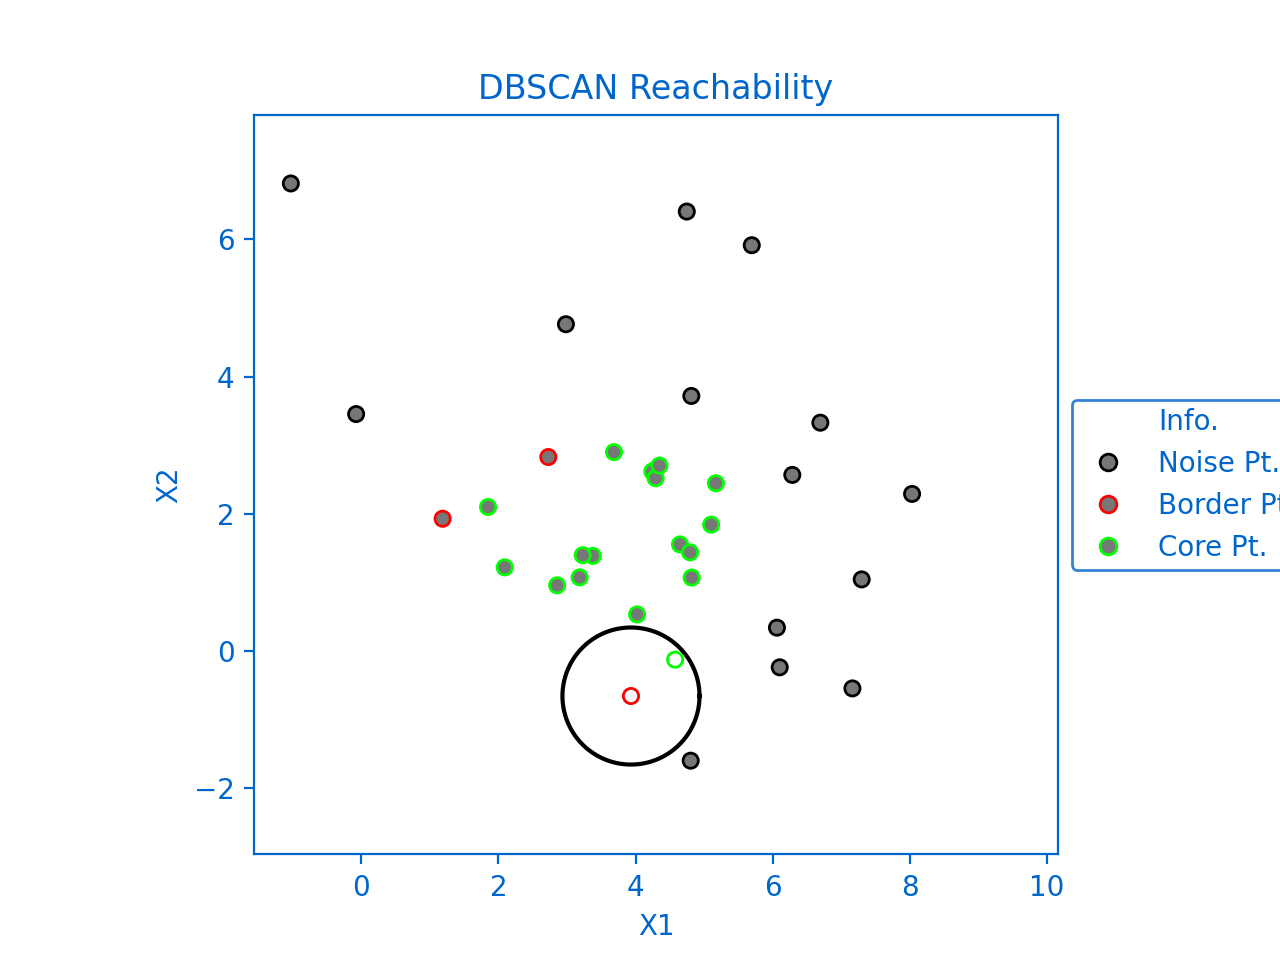 DBSCAN Reachability
6
4
2
0
−2
X2
0 2 4 6 8 10
X1
Info.
Noise Pt.
Border Pt
Core Pt.